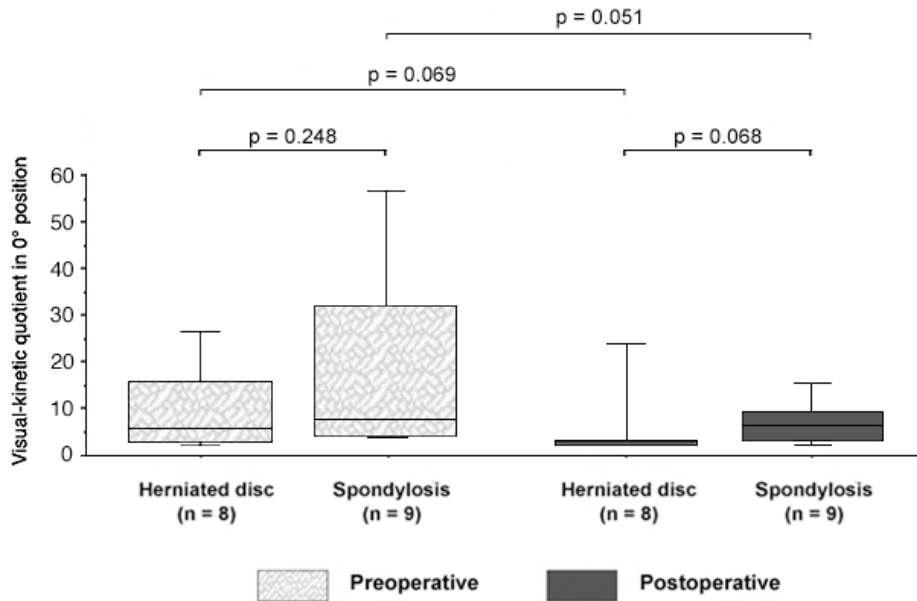 p = 0.051
p = 0.069
p = 0.248
p = 0.068
Visual-kinetic quotient in 0° position
60
50
40
30
20
10
0
Herniated disc
(n = 8)
Spondylosis
(n = 9)
Herniated disc
(n = 8)
Spondylosis
(n = 9)
Preoperative
Postoperative